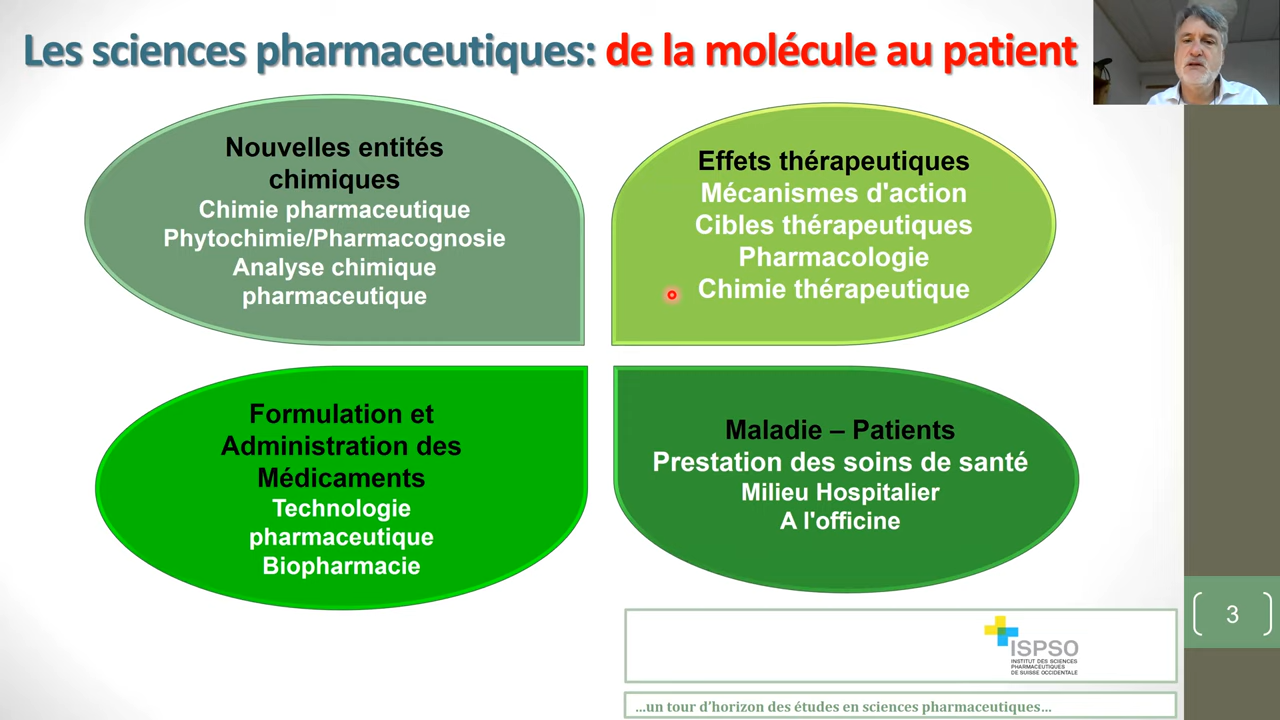 Les sciences pharmaceutiques: de la molécule au patient
Nouvelles entités
chimiques
Chimie pharmaceutique
Phytochimie/Pharmacognosie
Analyse chimique
pharmaceutique
Effets thérapeutiques
Mécanismes d'action
Cibles thérapeutiques
Pharmacologie
Chimie thérapeutique
Formulation et
Administration des
Médicaments
Technologie
pharmaceutique
Biopharmacie
Maladie – Patients
Prestation des soins de santé
Milieu Hospitalier
A l'officine
3
ISPSO
INSTITUT DES SCIENCES
PHARMACEUTIQUES
DE SUISSE OCCIDENTALE
...un tour d'horizon des études en sciences pharmaceutiques...